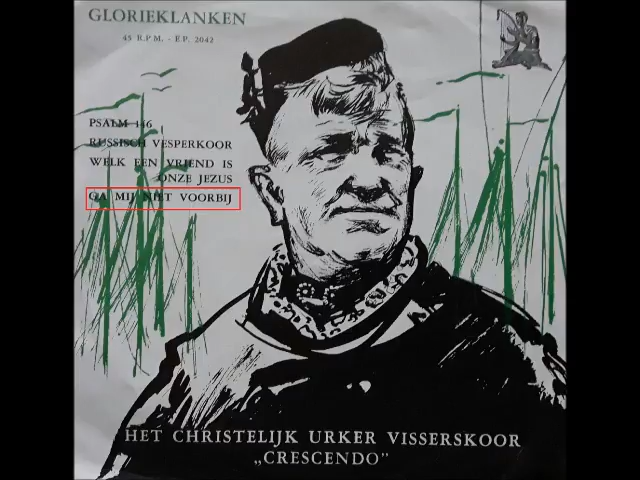 GLORIEKLANKEN
45 R.P.M. - E.P. 2042
PSALM 146
RUSSISCH VESPERKOOR
WELK EEN VRIEND IS
ONZE JEZUS
GA MIJ NIET VOORBIJ
HET CHRISTELIJK URKER VISSERSKOOR
„CRESCENDO”